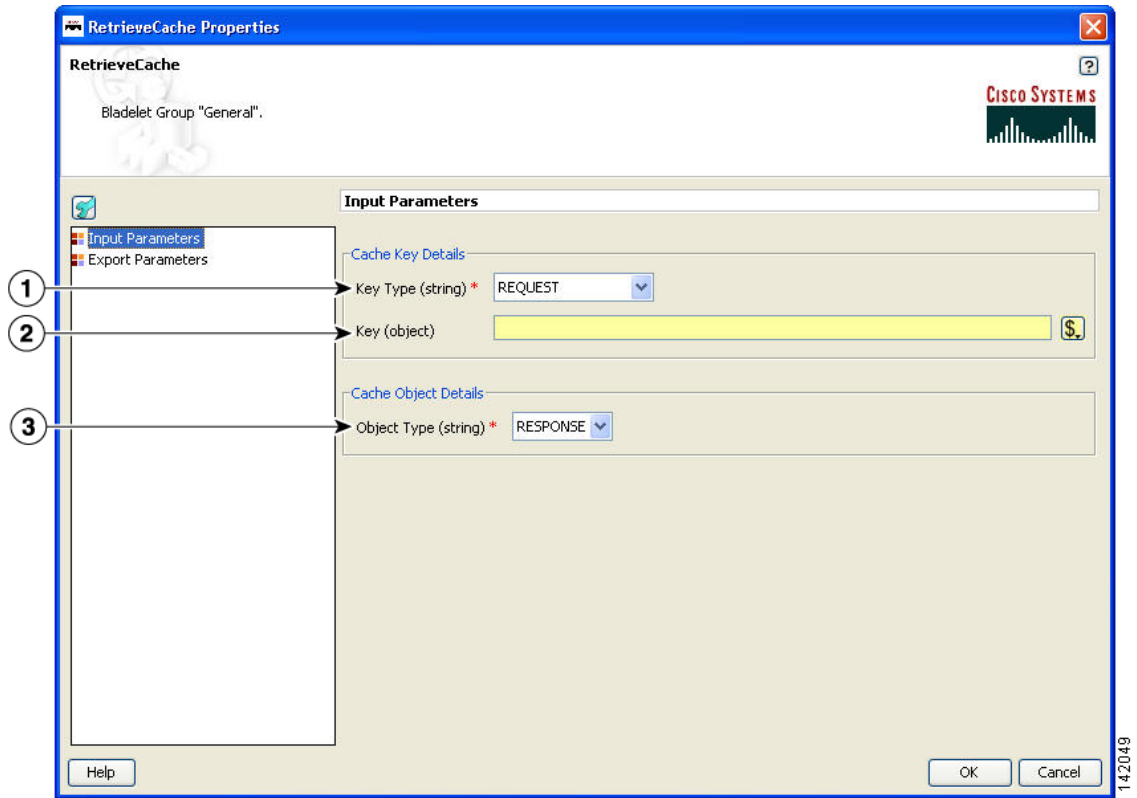 RetrieveCache Properties
RetrieveCache
?
Bladelet Group "General".
CISCO SYSTEMS
Input Parameters
Input Parameters
Export Parameters
Cache Key Details
1
Key Type (string) *
REQUEST
2
Key (object)
$
Cache Object Details
3
Object Type (string) *
RESPONSE
Help
OK
Cancel
142049